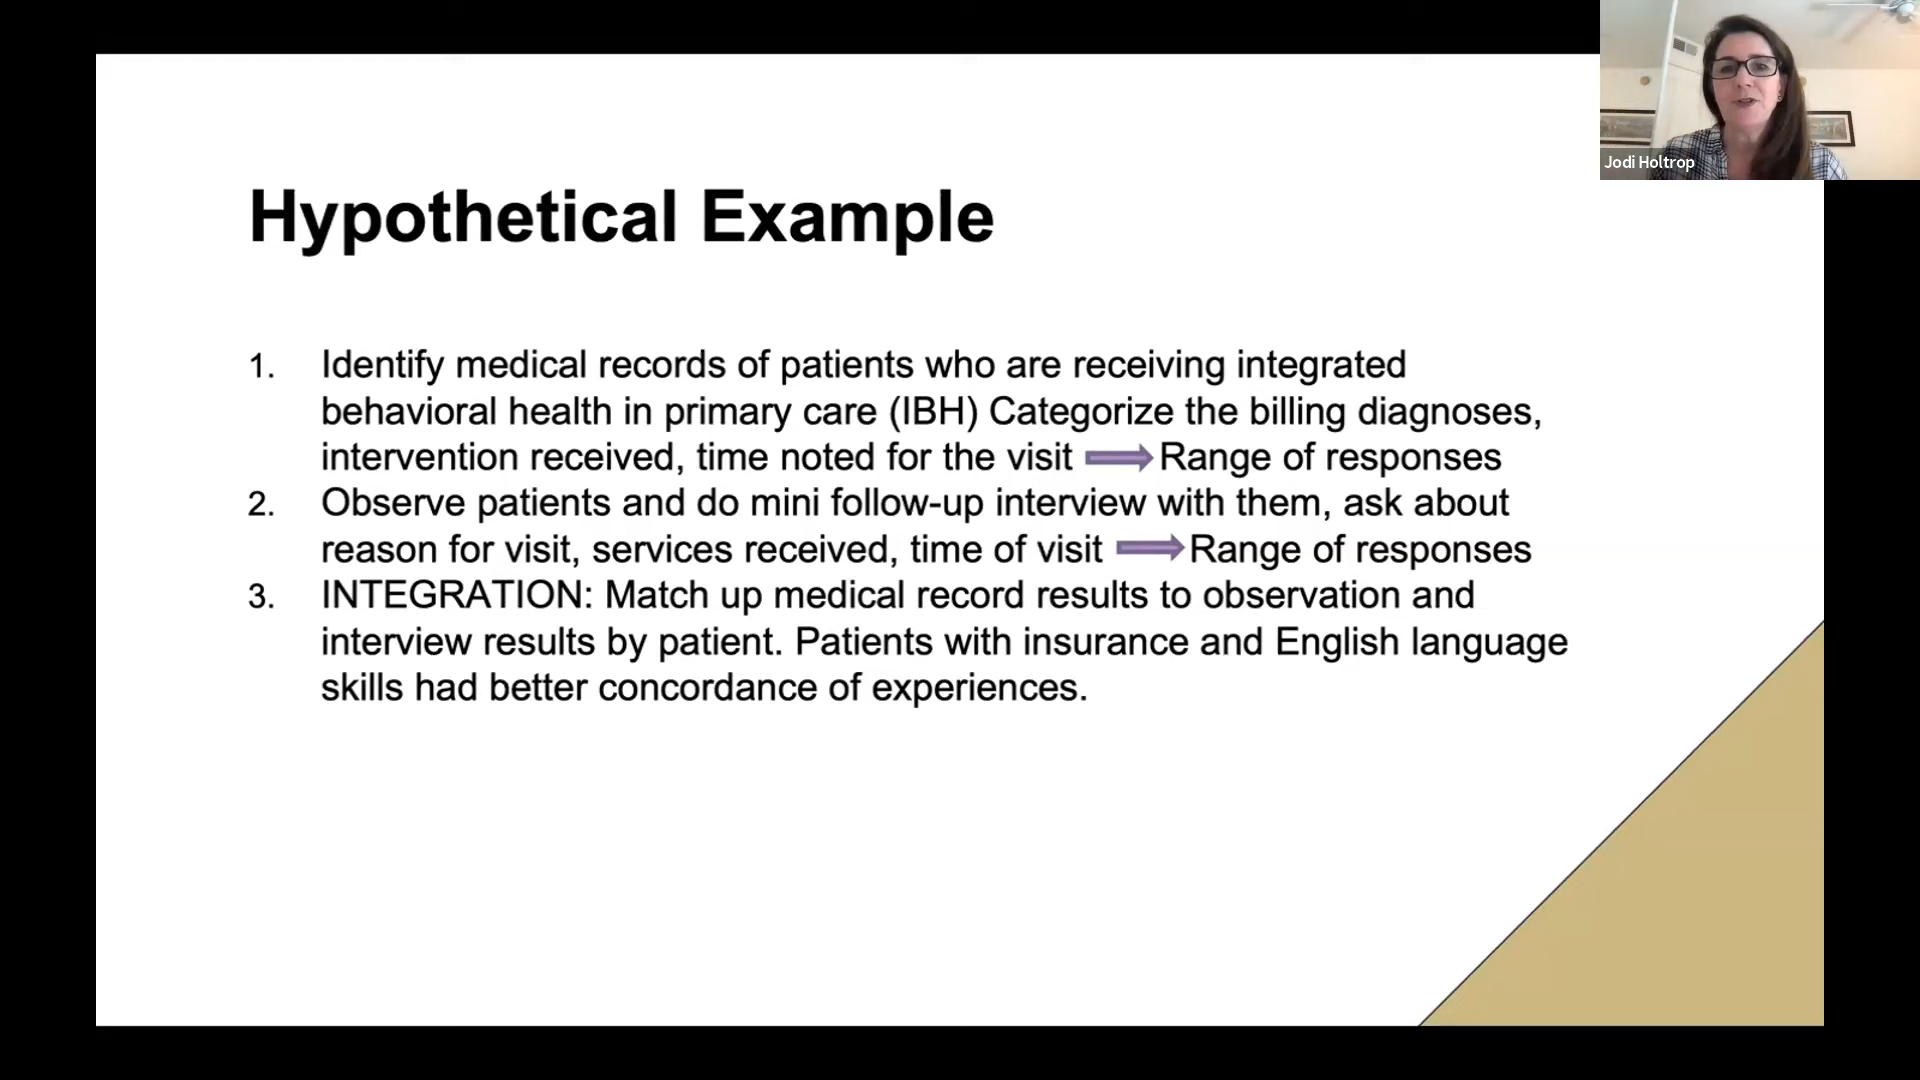 Jodi Holtrop
Hypothetical Example
1. Identify medical records of patients who are receiving integrated
behavioral health in primary care (IBH) Categorize the billing diagnoses,
intervention received, time noted for the visit Range of responses
2. Observe patients and do mini follow-up interview with them, ask about
reason for visit, services received, time of visit Range of responses
3. INTEGRATION: Match up medical record results to observation and
interview results by patient. Patients with insurance and English language
skills had better concordance of experiences.